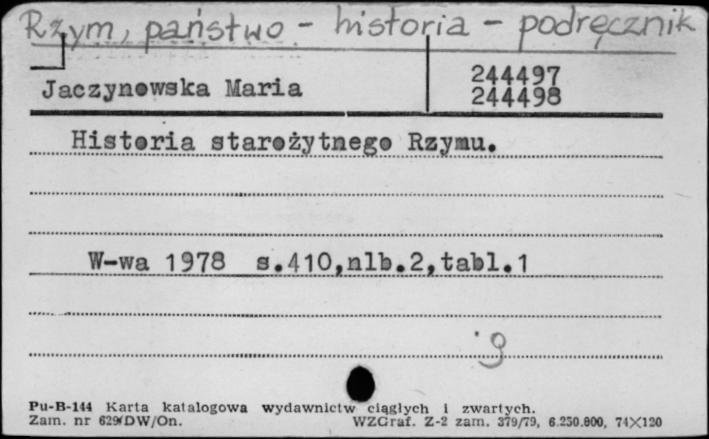 Rzym, państwo - historia - podręcznik
Jaczynowska Maria
244497
244498
Historia starożytnego Rzymu.
W-wa 1978 s.410,nlb.2,tabl.1
g
Pu-B-144 Karta katalogowa wydawnictw ciągłych i zwartych.
Zam. nr 629/DW/On. WZGraf. Z-2 zam. 379/79, 6.250.000, 74×120